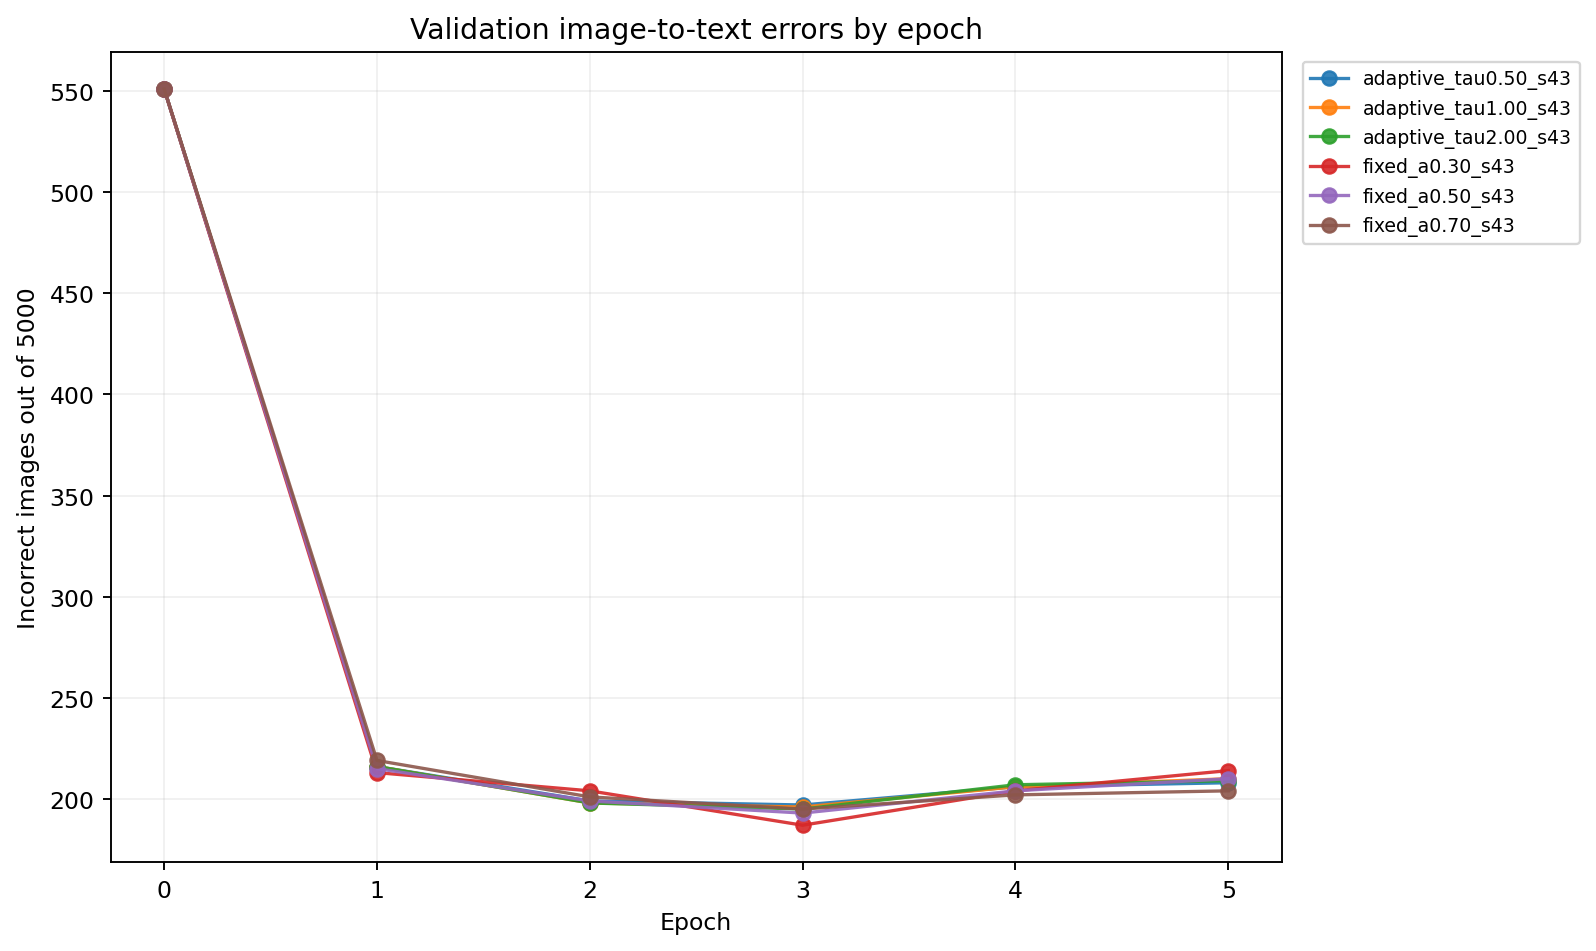 Validation image-to-text errors by epoch
Incorrect images out of 5000
550
500
450
400
350
300
250
200
0 1 2 3 4 5
Epoch
adaptive_tau0.50_s43
adaptive_tau1.00_s43
adaptive_tau2.00_s43
fixed_a0.30_s43
fixed_a0.50_s43
fixed_a0.70_s43